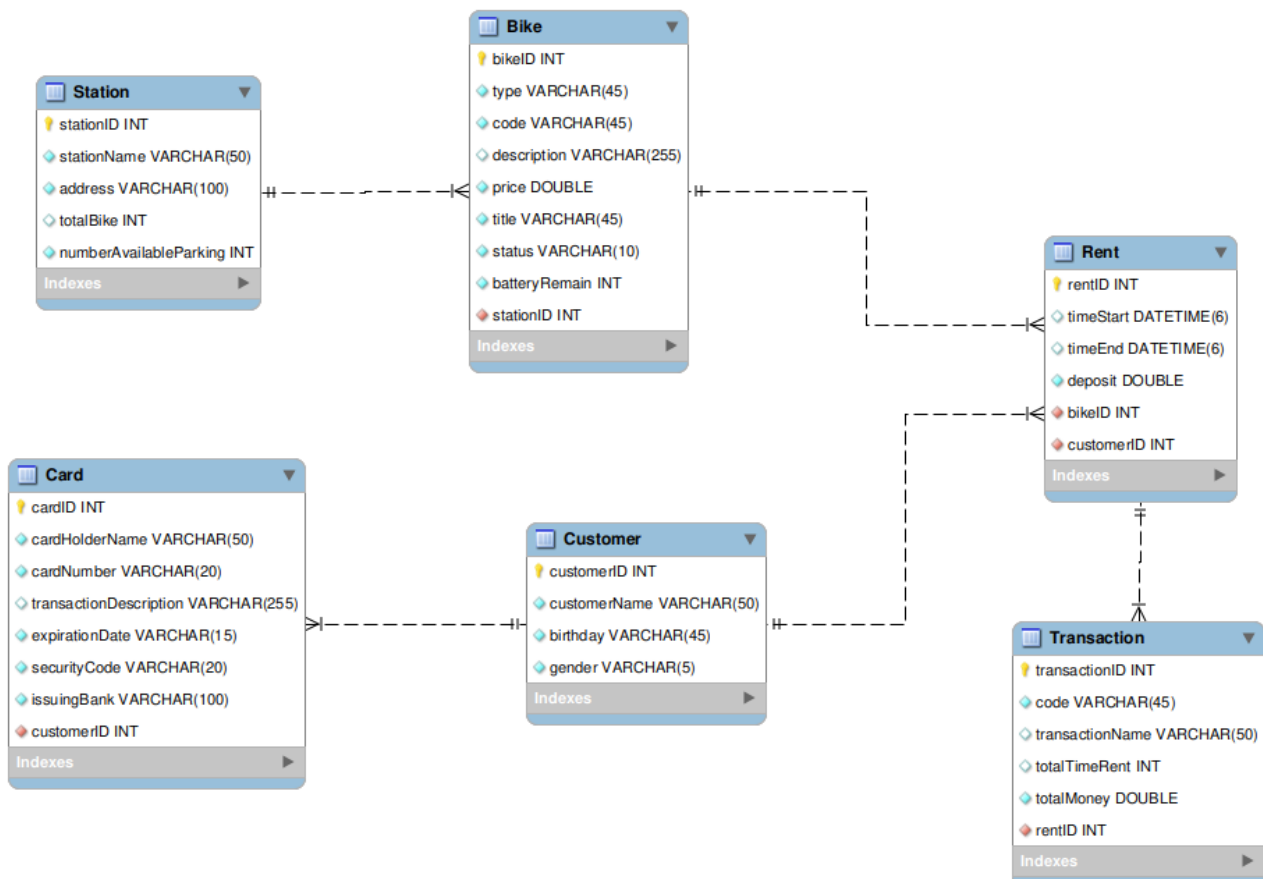 Station
stationID INT
stationName VARCHAR(50)
address VARCHAR(100)
totalBike INT
numberAvailableParking INT
Indexes
Bike
bikeID INT
type VARCHAR(45)
code VARCHAR(45)
description VARCHAR(255)
price DOUBLE
title VARCHAR(45)
status VARCHAR(10)
batteryRemain INT
stationID INT
Indexes
Rent
rentID INT
timeStart DATETIME(6)
timeEnd DATETIME(6)
deposit DOUBLE
bikeID INT
customerID INT
Indexes
Card
cardID INT
cardHolderName VARCHAR(50)
cardNumber VARCHAR(20)
transactionDescription VARCHAR(255)
expirationDate VARCHAR(15)
securityCode VARCHAR(20)
issuingBank VARCHAR(100)
customerID INT
Indexes
Customer
customerID INT
customerName VARCHAR(50)
birthday VARCHAR(45)
gender VARCHAR(5)
Indexes
Transaction
transactionID INT
code VARCHAR(45)
transactionName VARCHAR(50)
totalTimeRent INT
totalMoney DOUBLE
rentID INT
Indexes